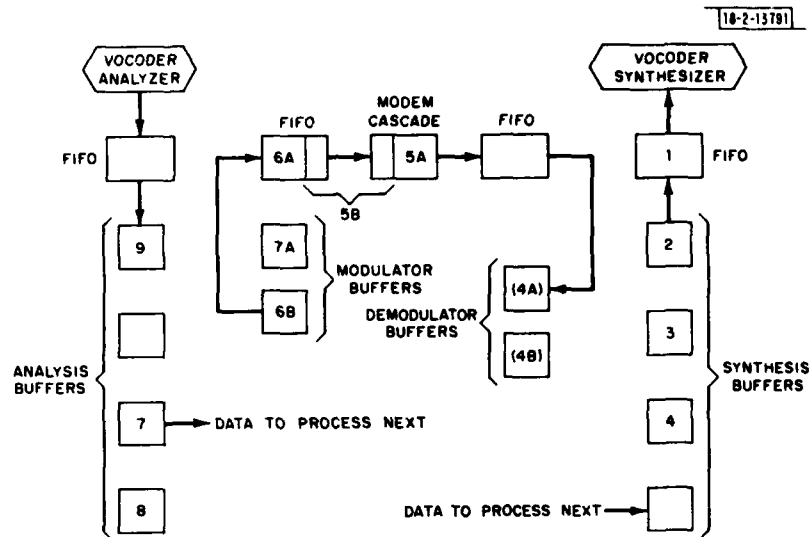 18-2-13791
VOCODER
ANALYZER
VOCODER
SYNTHESIZER
FIFO
MODEM
CASCADE
FIFO
FIFO
6A
5A
1
FIFO
5B
9
7A
6B
MODULATOR
BUFFERS
DEMODULATOR
BUFFERS
(4A)
(4B)
2
3
4
ANALYSIS
BUFFERS
7
DATA TO PROCESS NEXT
8
SYNTHESIS
BUFFERS
DATA TO PROCESS NEXT